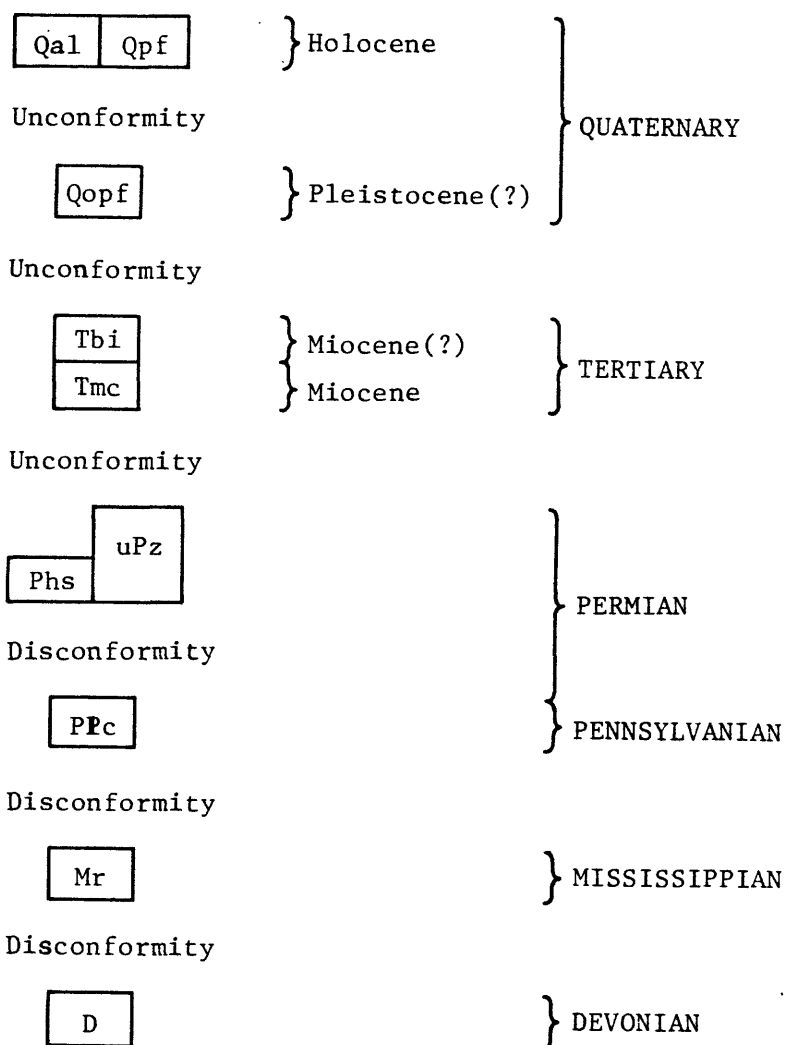 Qal Qpf Holocene
Unconformity
QUATERNARY
Qopf Pleistocene(?)
Unconformity
Tbi Miocene(?)
TERTIARY
Tmc Miocene
Unconformity
uPz
Phs
PERMIAN
Disconformity
PℙPc PENNSYLVANIAN
Disconformity
Mr MISSISSIPPIAN
Disconformity
D DEVONIAN